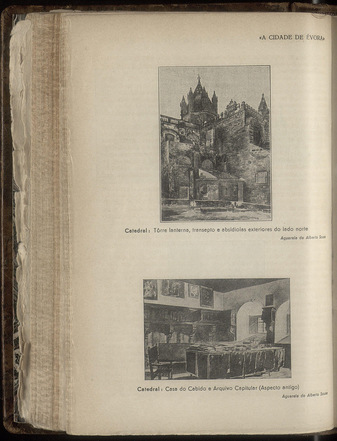 «A CIDADE DE ÉVORA»
Catedral: Tôrre lanterna, transepto e absidíolas exteriores do lado norte
Aguarela de Alberto Sousa
Catedral: Casa do Cabido e Arquivo Capitular (Aspecto antigo)
Aguarela de Alberto Sousa